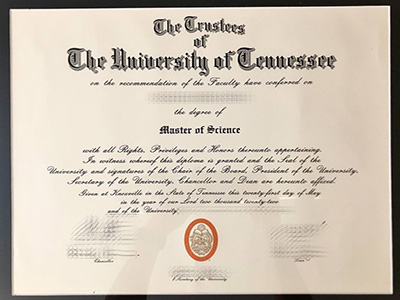 The Trustees
of
The University of Tennessee
on the recommendation of the Faculty have conferred on
the degree of
Master of Science
with all Rights, Privileges and Honors thereunto appertaining.
In witness whereof this diploma is granted and the Seal of the
University and signatures of the Chair of the Board, President of the University,
Secretary of the University, Chancellor and Dean are hereunto affixed.
Given at Knoxville in the State of Tennessee this twenty-first day of May
in the year of our Lord two thousand twenty-two
and of the University
Chancellor
Dean
Secretary of the University